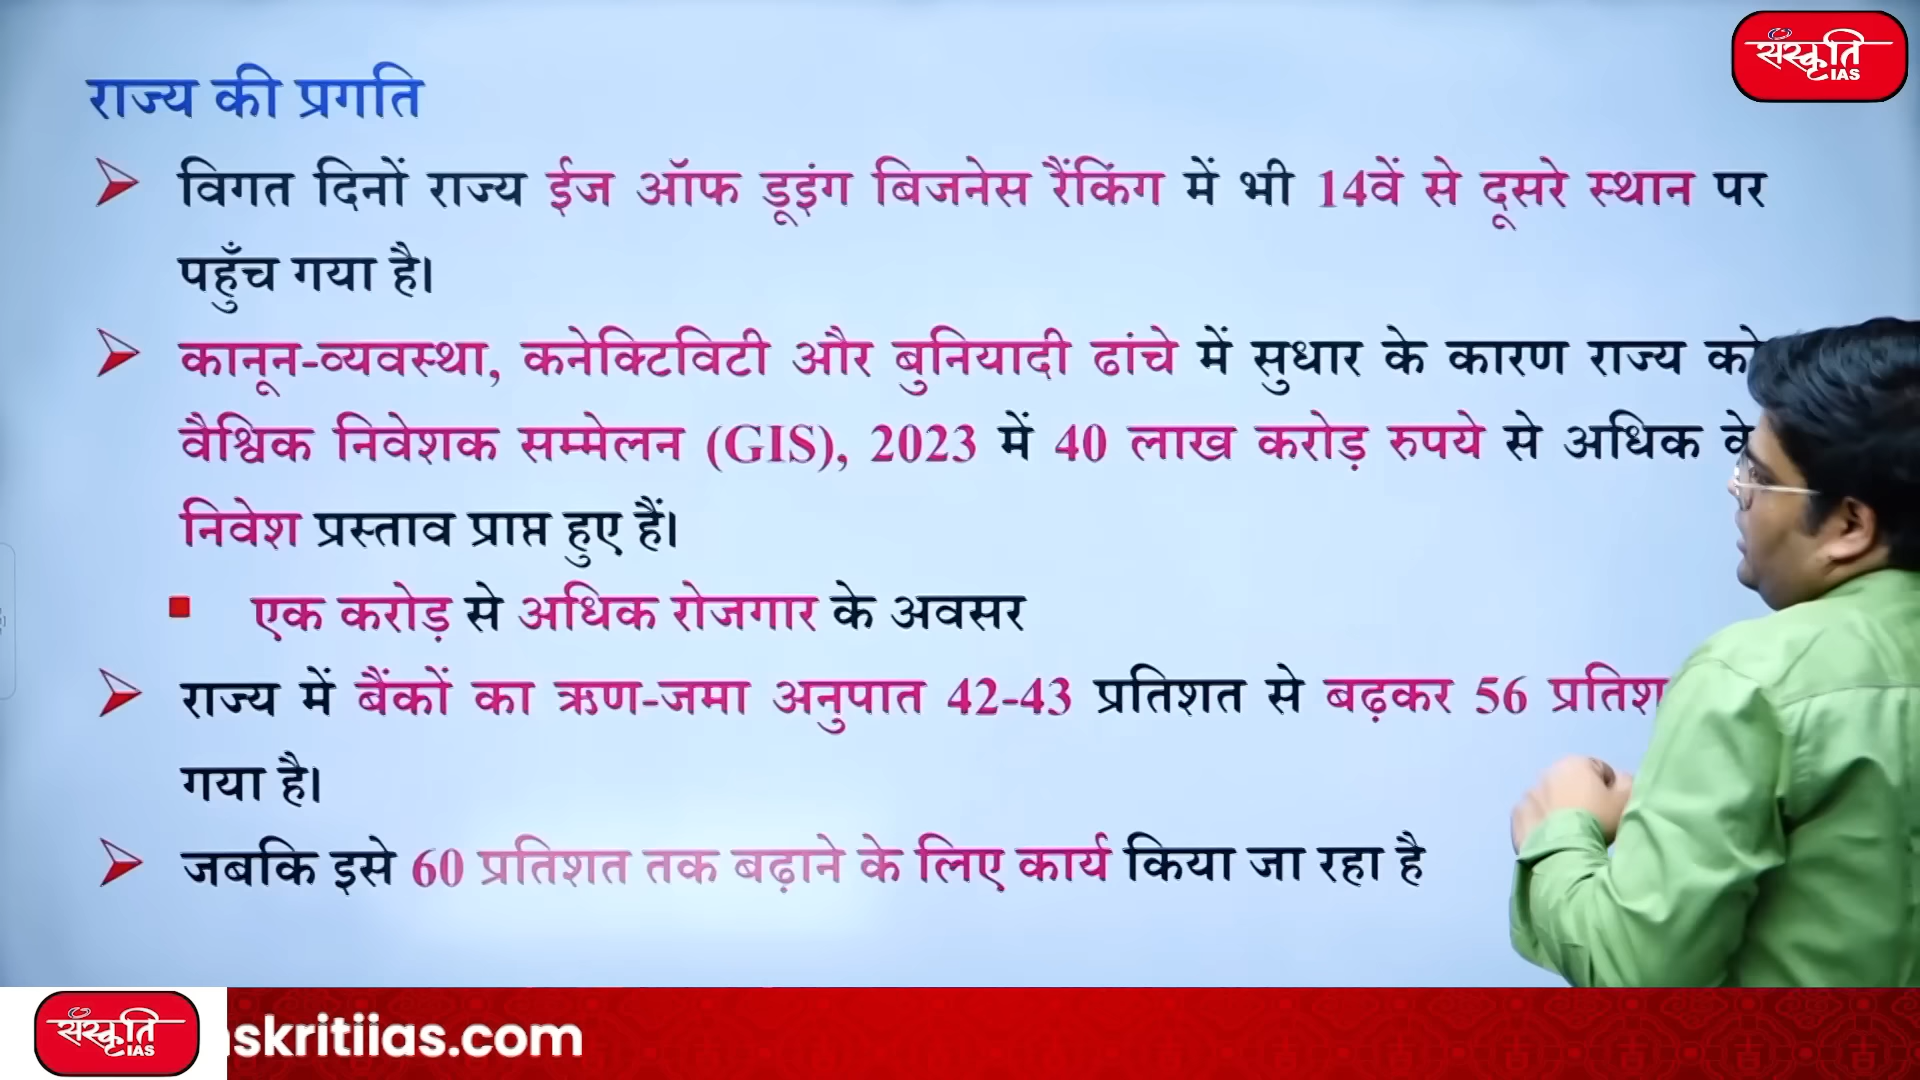 संस्कृति
IAS
राज्य की प्रगति
विगत दिनों राज्य ईज ऑफ डूइंग बिजनेस रैंकिंग में भी 14वें से दूसरे स्थान पर
पहुँच गया है।
कानून-व्यवस्था, कनेक्टिविटी और बुनियादी ढांचे में सुधार के कारण राज्य को
वैश्विक निवेशक सम्मेलन (GIS), 2023 में 40 लाख करोड़ रुपये से अधिक के
निवेश प्रस्ताव प्राप्त हुए हैं।
एक करोड़ से अधिक रोजगार के अवसर
राज्य में बैंकों का ऋण-जमा अनुपात 42-43 प्रतिशत से बढ़कर 56
गया है।
जबकि इसे 60 प्रतिशत तक बढ़ाने के लिए कार्य किया जा रहा है
संस्कृति
IAS
skritiias.com